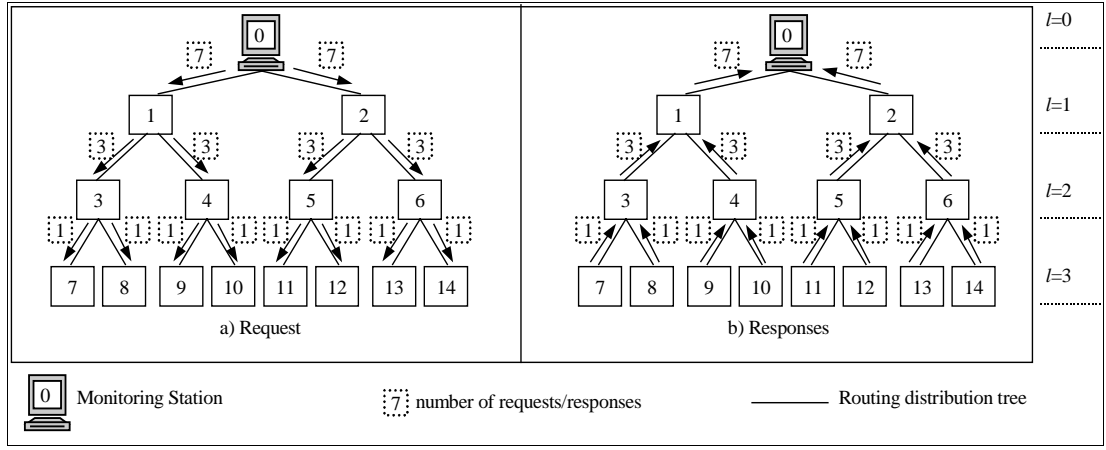 0
7 7
1 2
3 3 3 3
3 4 5 6
1 1 1 1 1 1 1 1
7 8 9 10 11 12 13 14
a) Request
0
7 7
1 2
3 3 3 3
3 4 5 6
1 1 1 1 1 1 1 1
7 8 9 10 11 12 13 14
b) Responses
l=0
l=1
l=2
l=3
0 Monitoring Station
7 number of requests/responses
Routing distribution tree